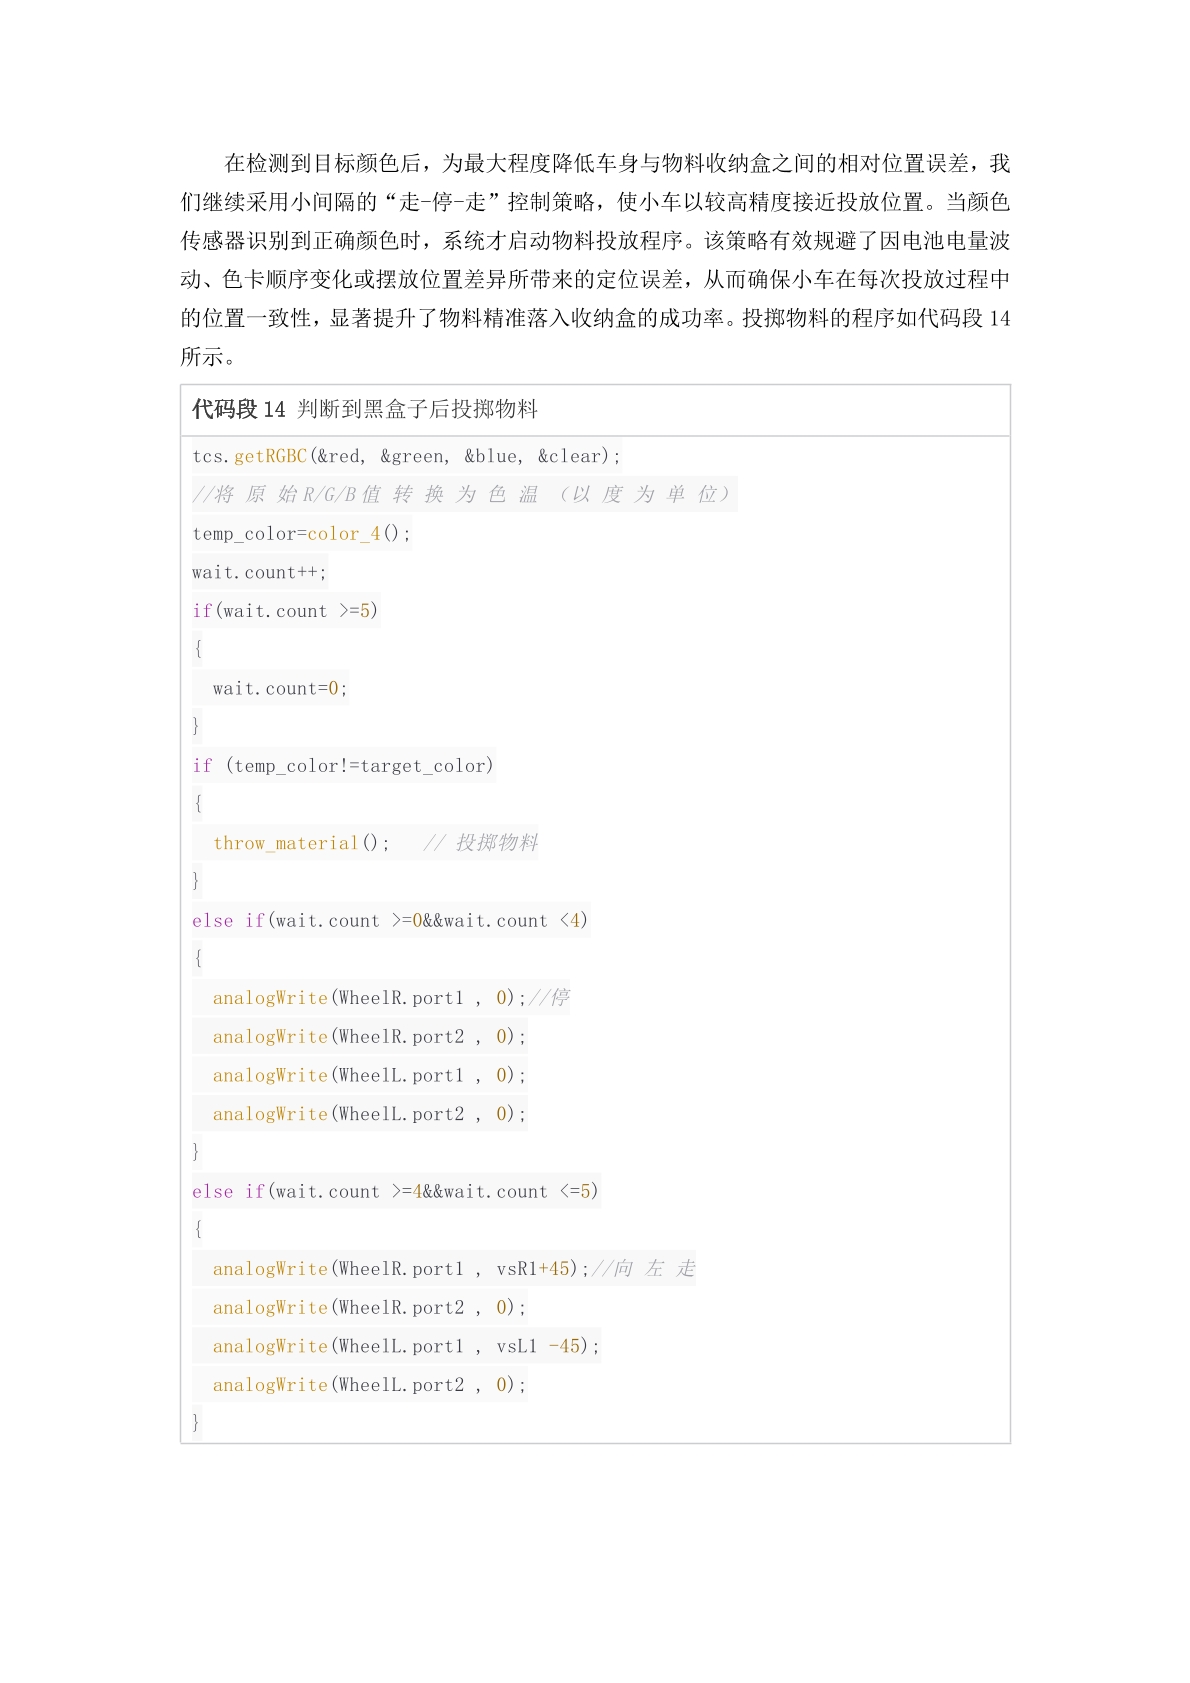 在检测到目标颜色后，为最大程度降低车身与物料收纳盒之间的相对位置误差，我
们继续采用小间隔的“走-停-走”控制策略，使小车以较高精度接近投放位置。当颜色
传感器识别到正确颜色时，系统才启动物料投放程序。该策略有效规避了因电池电量波
动、色卡顺序变化或摆放位置差异所带来的定位误差，从而确保小车在每次投放过程中
的位置一致性，显著提升了物料精准落入收纳盒的成功率。投掷物料的程序如代码段 14
所示。
代码段 14 判断到黑盒子后投掷物料
tcs.getRGBC(&red, &green, &blue, &clear);
//将 原 始 R/G/B 值 转 换 为 色 温 （以 度 为 单 位）
temp_color=color_4();
wait.count++;
if(wait.count >=5)
{
  wait.count=0;
}
if (temp_color!=target_color)
{
  throw_material();   // 投掷物料
}
else if(wait.count >=0&&wait.count <4)
{
  analogWrite(WheelR.port1 , 0);//停
  analogWrite(WheelR.port2 , 0);
  analogWrite(WheelL.port1 , 0);
  analogWrite(WheelL.port2 , 0);
}
else if(wait.count >=4&&wait.count <=5)
{
  analogWrite(WheelR.port1 , vsR1+45);//向 左 走
  analogWrite(WheelR.port2 , 0);
  analogWrite(WheelL.port1 , vsL1 -45);
  analogWrite(WheelL.port2 , 0);
}